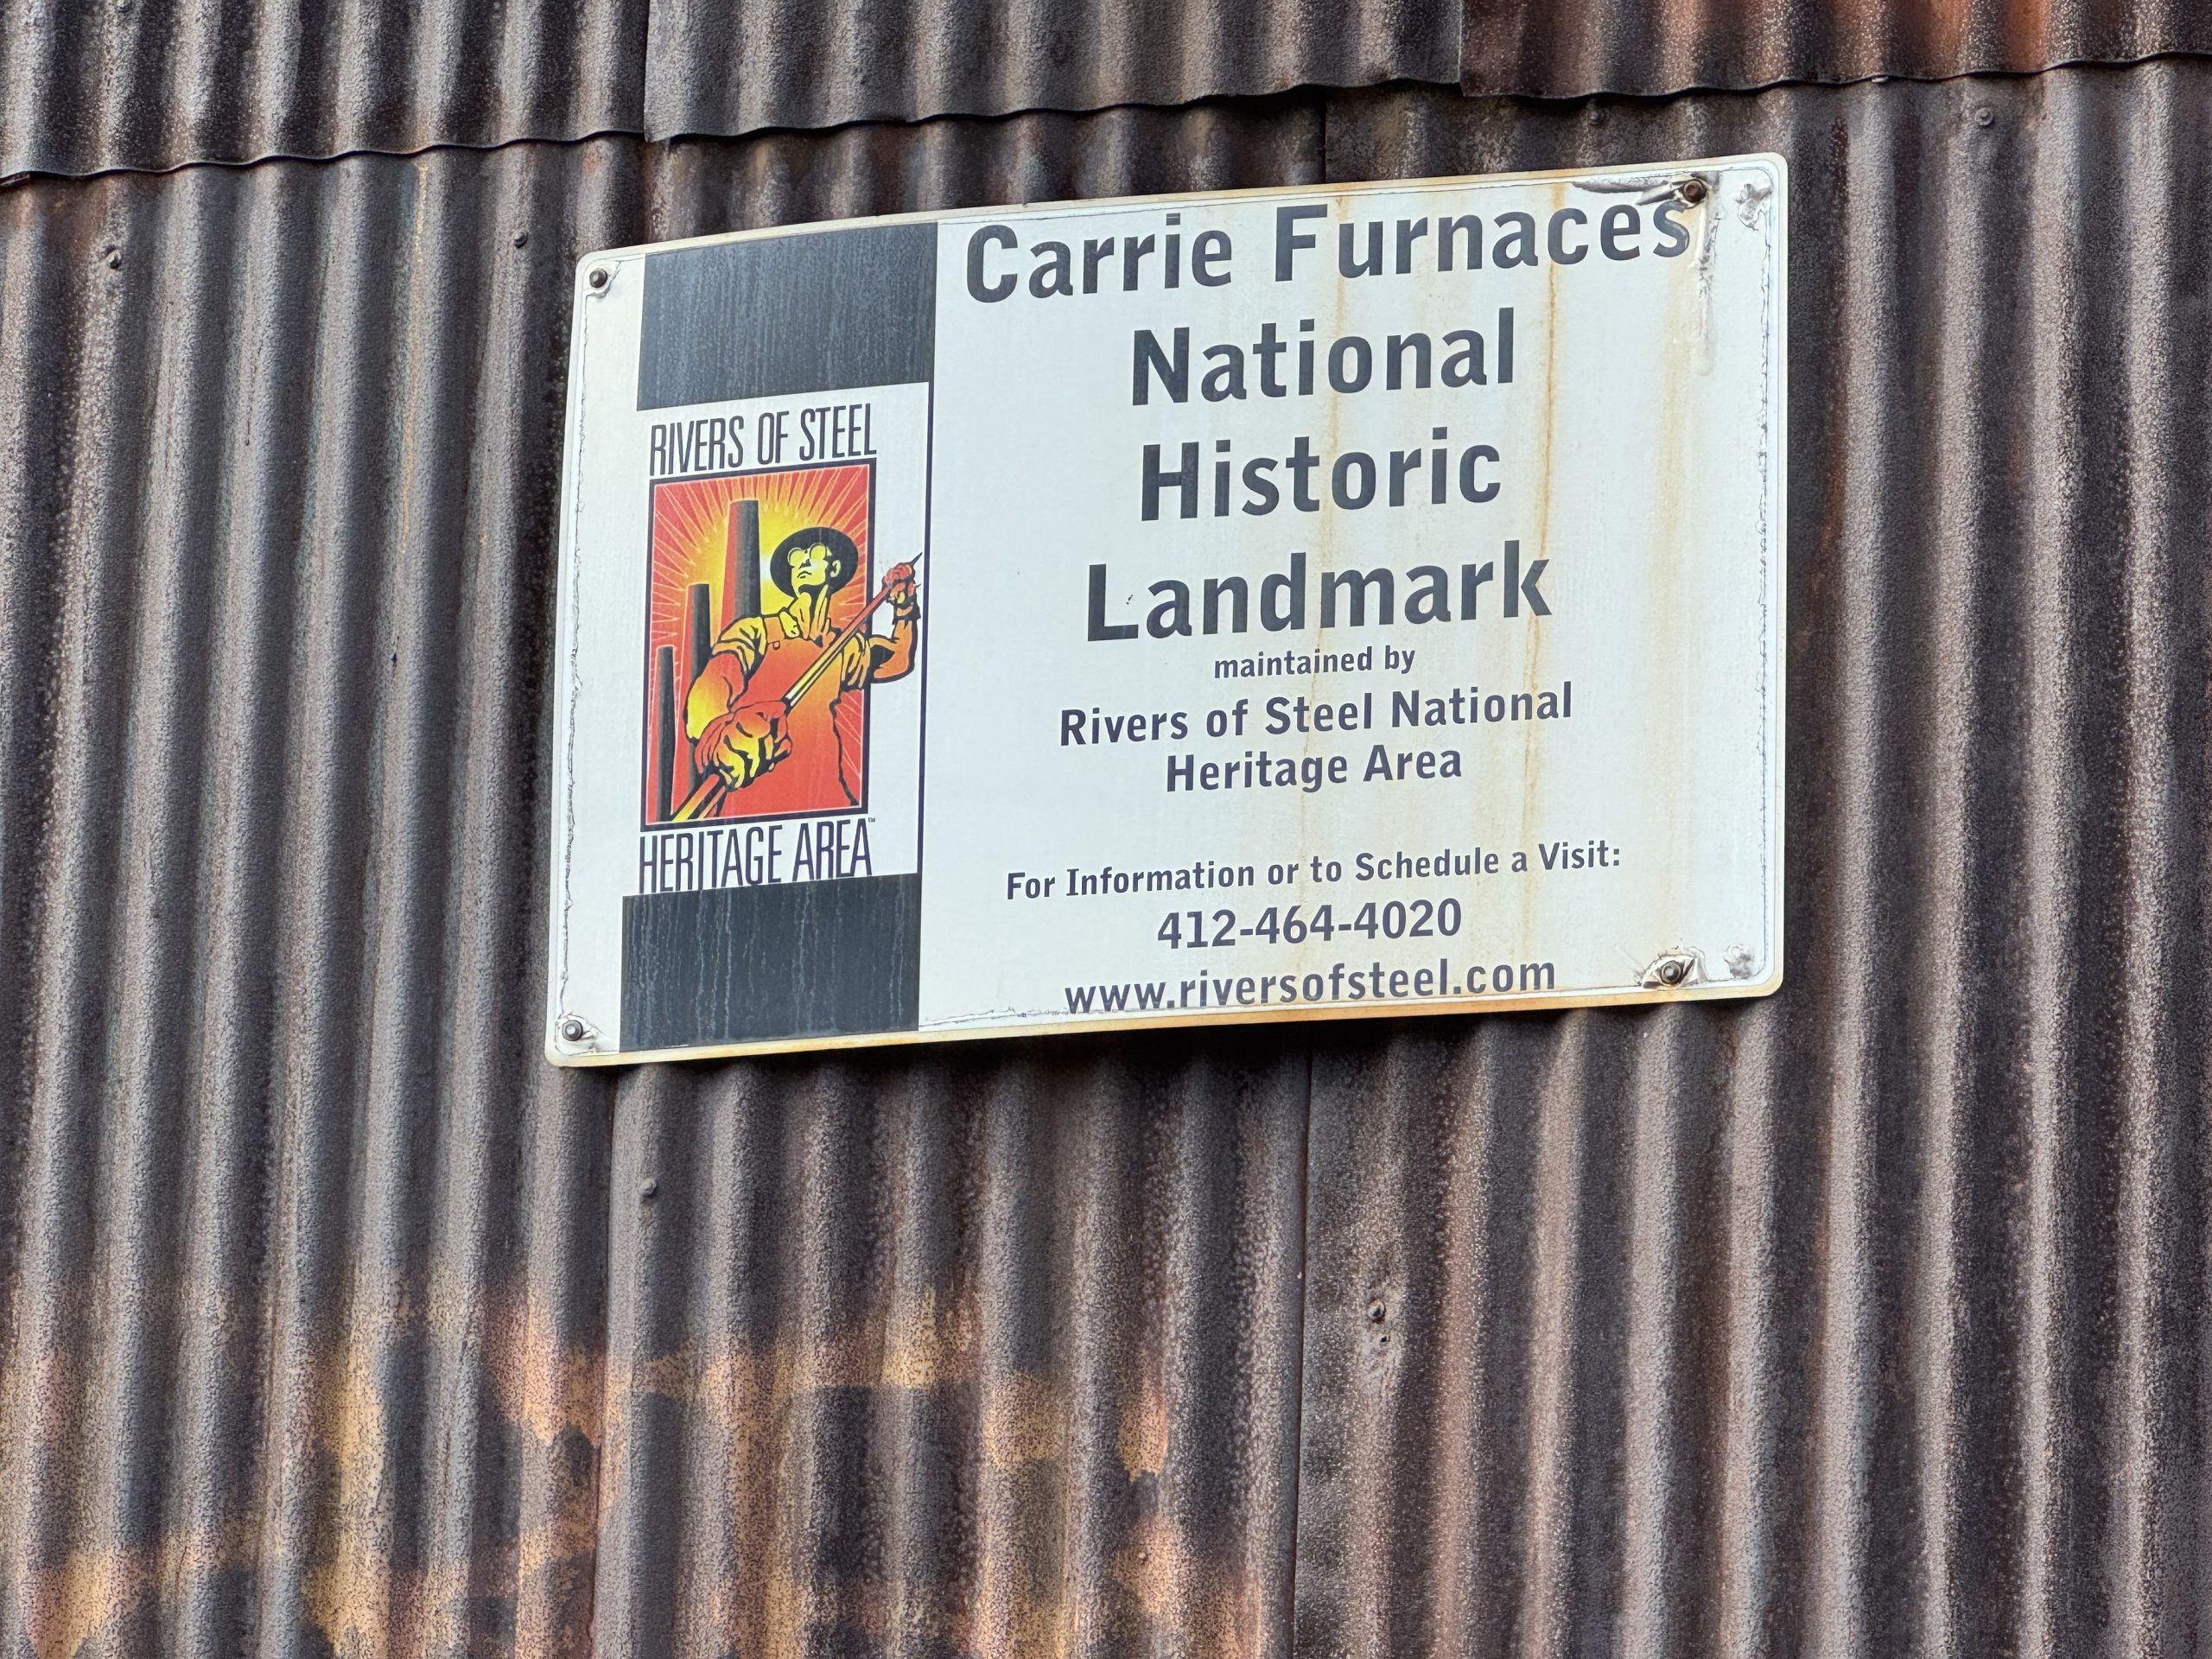 RIVERS OF STEEL
HERITAGE AREA™
Carrie Furnaces
National
Historic
Landmark
maintained by
Rivers of Steel National
Heritage Area
For Information or to Schedule a Visit:
412-464-4020
www.riversofsteel.com